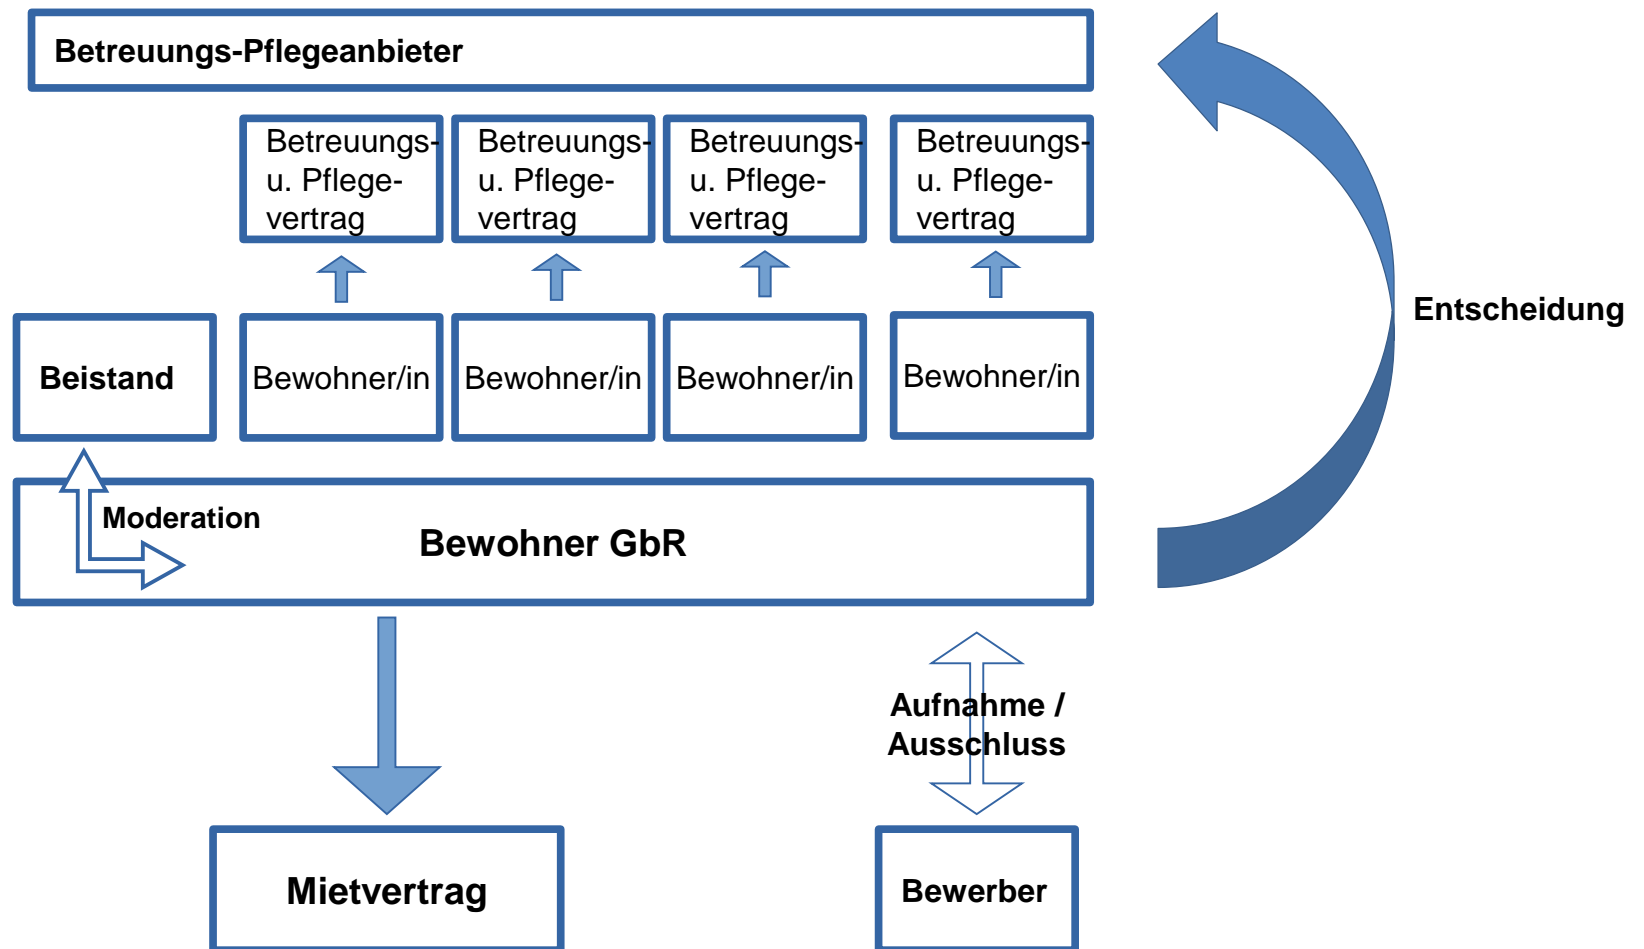 Betreuungs-Pflegeanbieter
Betreuungs-
u. Pflege-
vertrag
Betreuungs-
u. Pflege-
vertrag
Betreuungs-
u. Pflege-
vertrag
Betreuungs-
u. Pflege-
vertrag
Beistand
Bewohner/in
Bewohner/in
Bewohner/in
Bewohner/in
Entscheidung
Moderation
Bewohner GbR
Aufnahme /
Ausschluss
Mietvertrag
Bewerber